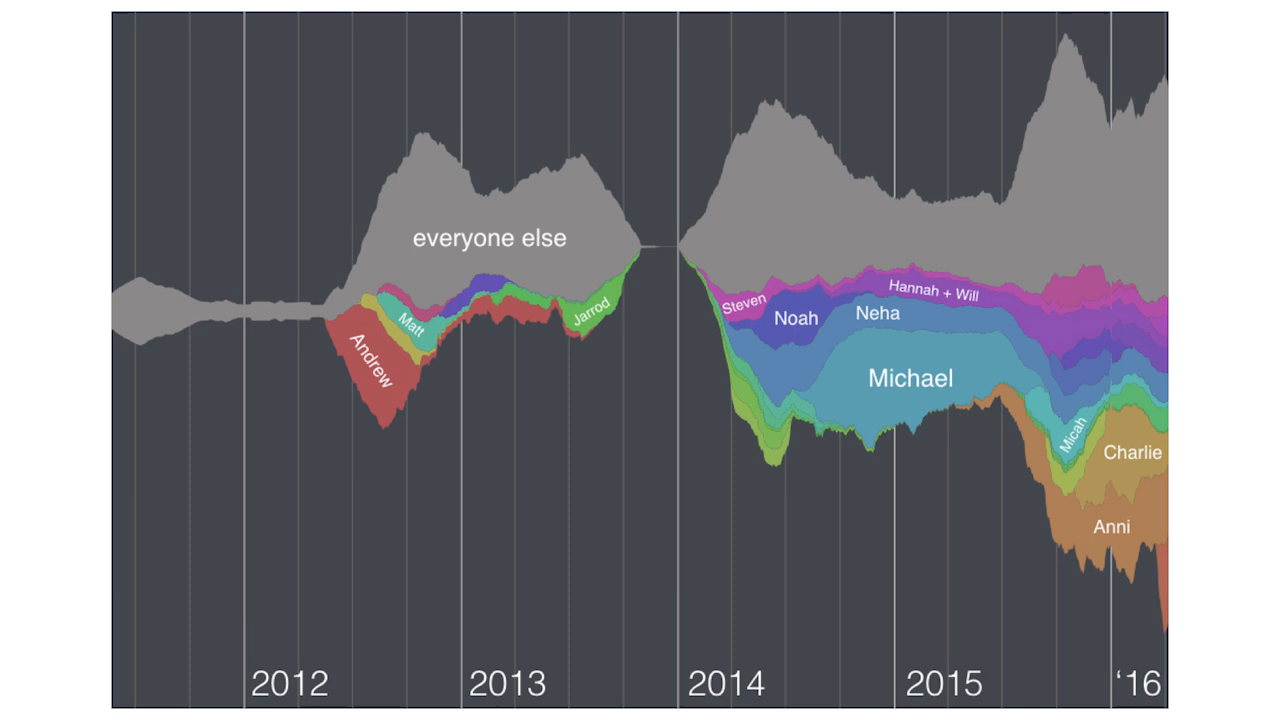 everyone else
Hannah + Will
Steven
Jarrod
Matt
Noah
Neha
Andrew
Michael
Micah
Charlie
Anni
2012
2013
2014
2015
‘16